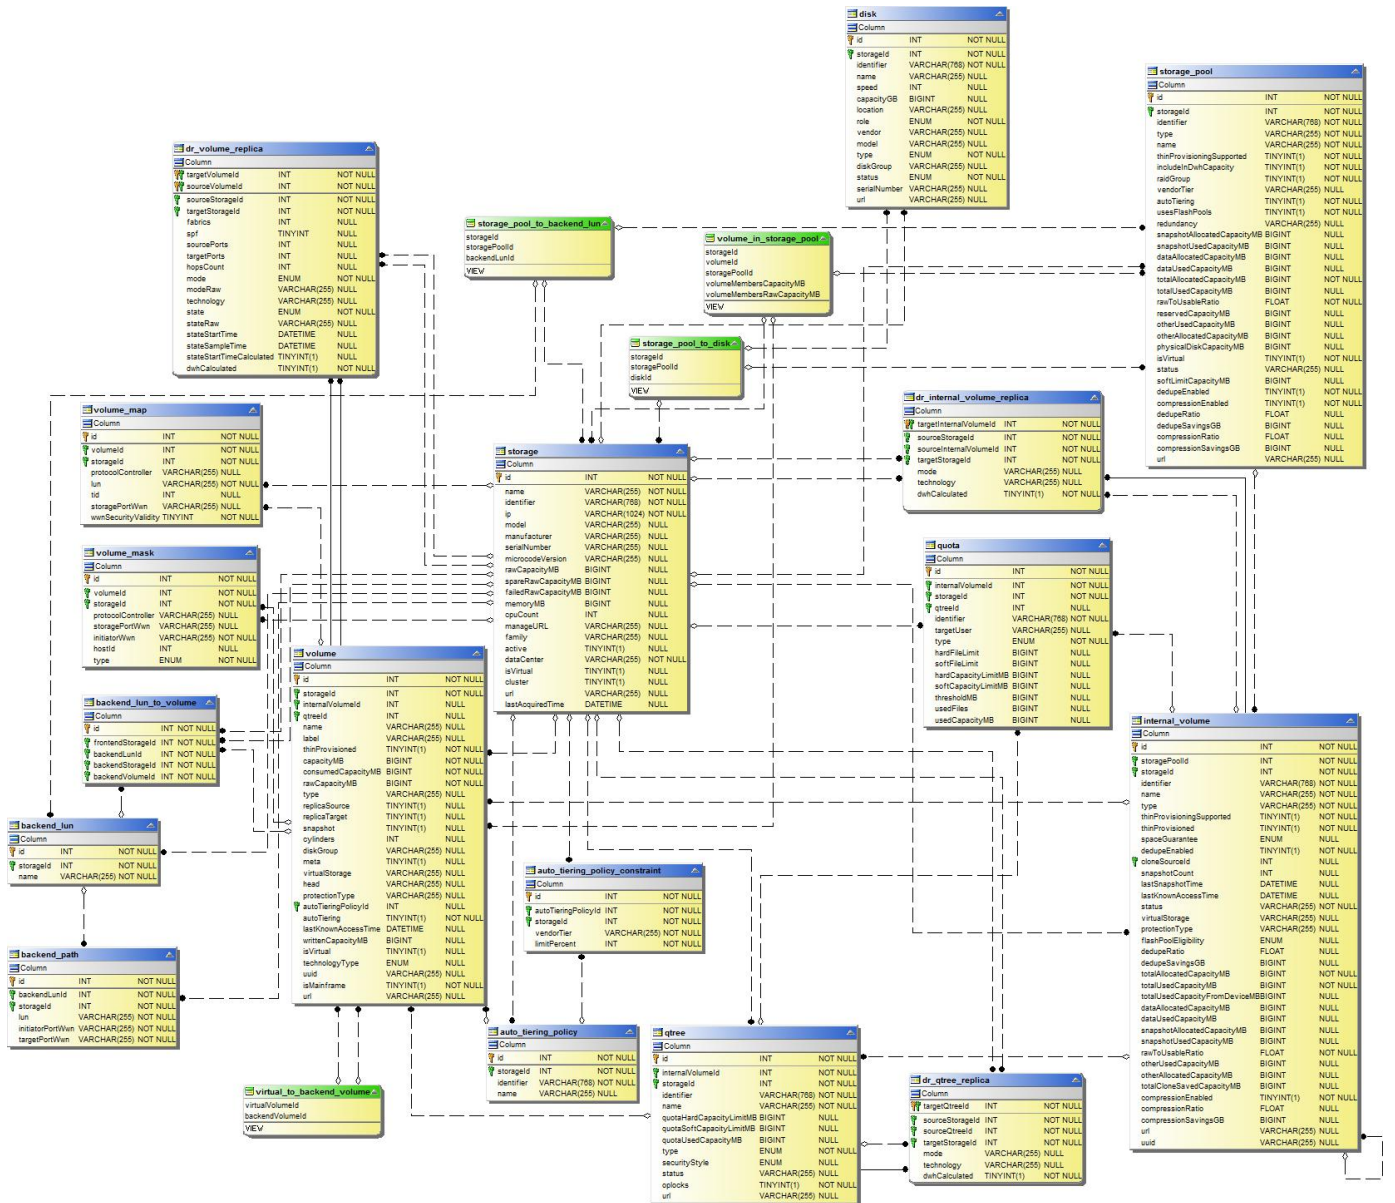 disk
Column
id INT NOT NULL
storageId INT NOT NULL
identifier VARCHAR(768) NOT NULL
name VARCHAR(255) NULL
speed INT NULL
capacityGB BIGINT NULL
location VARCHAR(255) NULL
role ENUM NOT NULL
vendor VARCHAR(255) NULL
model VARCHAR(255) NULL
type ENUM NOT NULL
diskGroup VARCHAR(255) NULL
status ENUM NOT NULL
serialNumber VARCHAR(255) NULL
url VARCHAR(255) NULL
storage_pool
Column
id INT NOT NULL
storageId INT NOT NULL
identifier VARCHAR(768) NOT NULL
type VARCHAR(255) NOT NULL
name VARCHAR(255) NOT NULL
thinProvisioningSupported TINYINT(1) NOT NULL
includeInDwhCapacity TINYINT(1) NOT NULL
raidGroup TINYINT(1) NOT NULL
vendorTier VARCHAR(255) NULL
autoTiering TINYINT(1) NOT NULL
usesFlashPools TINYINT(1) NOT NULL
redundancy VARCHAR(255) NULL
snapshotAllocatedCapacityMB BIGINT NULL
snapshotUsedCapacityMB BIGINT NULL
dataAllocatedCapacityMB BIGINT NULL
dataUsedCapacityMB BIGINT NULL
totalAllocatedCapacityMB BIGINT NOT NULL
totalUsedCapacityMB BIGINT NULL
rawToUsableRatio FLOAT NOT NULL
reservedCapacityMB BIGINT NULL
otherUsedCapacityMB BIGINT NULL
otherAllocatedCapacityMB BIGINT NULL
physicalDiskCapacityMB BIGINT NULL
isVirtual TINYINT(1) NOT NULL
status VARCHAR(255) NULL
softLimitCapacityMB BIGINT NULL
dedupeEnabled TINYINT(1) NOT NULL
compressionEnabled TINYINT(1) NOT NULL
dedupeRatio FLOAT NULL
dedupeSavingsGB BIGINT NULL
compressionRatio FLOAT NULL
compressionSavingsGB BIGINT NULL
url VARCHAR(255) NULL
dr_volume_replica
Column
targetVolumeId INT NOT NULL
sourceVolumeId INT NOT NULL
sourceStorageId INT NOT NULL
targetStorageId INT NOT NULL
fabrics INT NULL
spf TINYINT NULL
sourcePorts INT NULL
targetPorts INT NULL
hopsCount INT NULL
mode ENUM NOT NULL
modeRaw VARCHAR(255) NULL
technology VARCHAR(255) NULL
state ENUM NOT NULL
stateRaw VARCHAR(255) NULL
stateStartTime DATETIME NULL
stateSampleTime DATETIME NULL
stateStartTimeCalculated TINYINT(1) NULL
dwhCalculated TINYINT(1) NOT NULL
storage_pool_to_backend_lun
storageId
storagePoolId
backendLunId
VIEW
volume_in_storage_pool
storageId
volumeId
storagePoolId
volumeMembersCapacityMB
volumeMembersRawCapacityMB
VIEW
storage_pool_to_disk
storageId
storagePoolId
diskId
VIEW
dr_internal_volume_replica
Column
targetInternalVolumeId INT NOT NULL
sourceStorageId INT NOT NULL
sourceInternalVolumeId INT NOT NULL
targetStorageId INT NOT NULL
mode VARCHAR(255) NULL
technology VARCHAR(255) NULL
dwhCalculated TINYINT(1) NOT NULL
volume_map
Column
id INT NOT NULL
volumeId INT NOT NULL
storageId INT NOT NULL
protocolController VARCHAR(255) NULL
lun VARCHAR(255) NOT NULL
tid INT NULL
storagePortWwn VARCHAR(255) NULL
wwnSecurityValidity TINYINT NOT NULL
storage
Column
id INT NOT NULL
name VARCHAR(255) NOT NULL
identifier VARCHAR(768) NOT NULL
ip VARCHAR(1024) NOT NULL
model VARCHAR(255) NULL
manufacturer VARCHAR(255) NULL
serialNumber VARCHAR(255) NULL
microcodeVersion VARCHAR(255) NULL
rawCapacityMB BIGINT NULL
spareRawCapacityMB BIGINT NULL
failedRawCapacityMB BIGINT NULL
memoryMB BIGINT NULL
cpuCount INT NULL
manageURL VARCHAR(255) NULL
family VARCHAR(255) NULL
active TINYINT(1) NULL
dataCenter VARCHAR(255) NOT NULL
isVirtual TINYINT(1) NULL
cluster TINYINT(1) NULL
url VARCHAR(255) NULL
lastAcquiredTime DATETIME NULL
volume_mask
Column
id INT NOT NULL
volumeId INT NOT NULL
storageId INT NOT NULL
protocolController VARCHAR(255) NULL
storagePortWwn VARCHAR(255) NULL
initiatorWwn VARCHAR(255) NOT NULL
hostId INT NULL
type ENUM NOT NULL
quota
Column
id INT NOT NULL
internalVolumeId INT NOT NULL
storageId INT NOT NULL
qtreeId INT NULL
identifier VARCHAR(768) NOT NULL
targetUser VARCHAR(255) NULL
type ENUM NOT NULL
hardFileLimit BIGINT NULL
softFileLimit BIGINT NULL
hardCapacityLimitMB BIGINT NULL
softCapacityLimitMB BIGINT NULL
thresholdMB BIGINT NULL
usedFiles BIGINT NULL
usedCapacityMB BIGINT NULL
volume
Column
id INT NOT NULL
storageId INT NOT NULL
internalVolumeId INT NULL
qtreeId INT NULL
name VARCHAR(255) NOT NULL
label VARCHAR(255) NULL
thinProvisioned TINYINT(1) NOT NULL
capacityMB BIGINT NOT NULL
consumedCapacityMB BIGINT NOT NULL
rawCapacityMB BIGINT NOT NULL
type VARCHAR(255) NULL
replicaSource TINYINT(1) NULL
replicaTarget TINYINT(1) NULL
snapshot TINYINT(1) NULL
cylinders INT NULL
diskGroup VARCHAR(255) NULL
meta TINYINT(1) NULL
virtualStorage VARCHAR(255) NULL
head VARCHAR(255) NULL
protectionType VARCHAR(255) NULL
autoTieringPolicyId INT NULL
autoTiering TINYINT(1) NOT NULL
lastKnownAccessTime DATETIME NULL
writtenCapacityMB BIGINT NULL
isVirtual TINYINT(1) NULL
technologyType ENUM NULL
uuid VARCHAR(255) NULL
isMainframe TINYINT(1) NOT NULL
url VARCHAR(255) NULL
backend_lun_to_volume
Column
id INT NOT NULL
frontendStorageId INT NOT NULL
backendLunId INT NOT NULL
backendStorageId INT NOT NULL
backendVolumeId INT NOT NULL
internal_volume
Column
id INT NOT NULL
storagePoolId INT NOT NULL
storageId INT NOT NULL
identifier VARCHAR(768) NOT NULL
name VARCHAR(255) NOT NULL
type VARCHAR(255) NOT NULL
thinProvisioningSupported TINYINT(1) NOT NULL
thinProvisioned TINYINT(1) NOT NULL
spaceGuarantee ENUM NULL
dedupeEnabled TINYINT(1) NOT NULL
cloneSourceId INT NULL
snapshotCount INT NULL
lastSnapshotTime DATETIME NULL
lastKnownAccessTime DATETIME NULL
status VARCHAR(255) NOT NULL
virtualStorage VARCHAR(255) NULL
protectionType VARCHAR(255) NULL
flashPoolEligibility ENUM NULL
dedupeRatio FLOAT NULL
dedupeSavingsGB BIGINT NULL
totalAllocatedCapacityMB BIGINT NOT NULL
totalUsedCapacityMB BIGINT NOT NULL
totalUsedCapacityFromDeviceMB BIGINT NULL
dataAllocatedCapacityMB BIGINT NULL
dataUsedCapacityMB BIGINT NULL
snapshotAllocatedCapacityMB BIGINT NULL
snapshotUsedCapacityMB BIGINT NULL
rawToUsableRatio FLOAT NOT NULL
otherUsedCapacityMB BIGINT NULL
otherAllocatedCapacityMB BIGINT NULL
totalCloneSavedCapacityMB BIGINT NULL
compressionEnabled TINYINT(1) NOT NULL
compressionRatio FLOAT NULL
compressionSavingsGB BIGINT NULL
url VARCHAR(255) NULL
uuid VARCHAR(255) NULL
backend_lun
Column
id INT NOT NULL
storageId INT NOT NULL
name VARCHAR(255) NOT NULL
auto_tiering_policy_constraint
Column
id INT NOT NULL
autoTieringPolicyId INT NOT NULL
storageId INT NOT NULL
vendorTier VARCHAR(255) NOT NULL
limitPercent INT NOT NULL
backend_path
Column
id INT NOT NULL
backendLunId INT NOT NULL
storageId INT NOT NULL
lun VARCHAR(255) NOT NULL
initiatorPortWwn VARCHAR(255) NOT NULL
targetPortWwn VARCHAR(255) NOT NULL
auto_tiering_policy
Column
id INT NOT NULL
storageId INT NOT NULL
identifier VARCHAR(768) NOT NULL
name VARCHAR(255) NULL
qtree
Column
id INT NOT NULL
internalVolumeId INT NOT NULL
storageId INT NOT NULL
identifier VARCHAR(768) NOT NULL
name VARCHAR(255) NOT NULL
quotaHardCapacityLimitMB BIGINT NULL
quotaSoftCapacityLimitMB BIGINT NULL
quotaUsedCapacityMB BIGINT NULL
type ENUM NOT NULL
securityStyle ENUM NULL
status VARCHAR(255) NULL
oplocks TINYINT(1) NOT NULL
url VARCHAR(255) NULL
dr_qtree_replica
Column
targetQtreeId INT NOT NULL
sourceStorageId INT NOT NULL
sourceQtreeId INT NOT NULL
targetStorageId INT NOT NULL
mode VARCHAR(255) NULL
technology VARCHAR(255) NULL
dwhCalculated TINYINT(1) NOT NULL
virtual_to_backend_volume
virtualVolumeId
backendVolumeId
VIEW